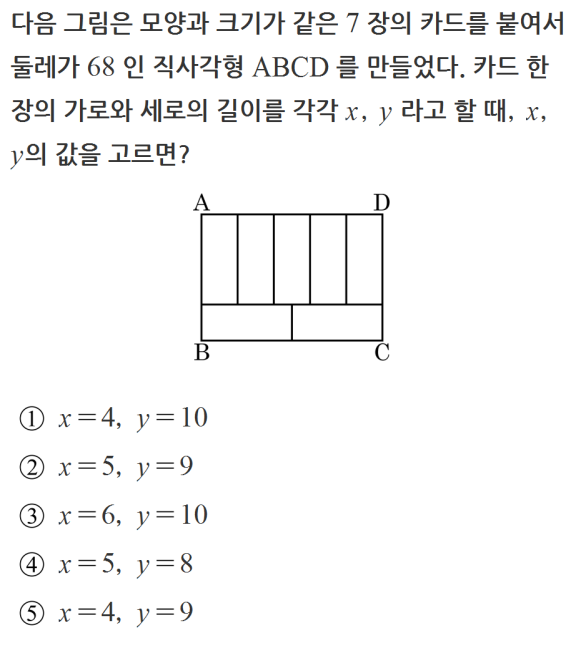 다음 그림은 모양과 크기가 같은 7 장의 카드를 붙여서
둘레가 68 인 직사각형 ABCD 를 만들었다. 카드 한
장의 가로와 세로의 길이를 각각 x, y 라고 할 때, x,
y의 값을 고르면?
A D
B C
① x=4, y=10
② x=5, y=9
③ x=6, y=10
④ x=5, y=8
⑤ x=4, y=9